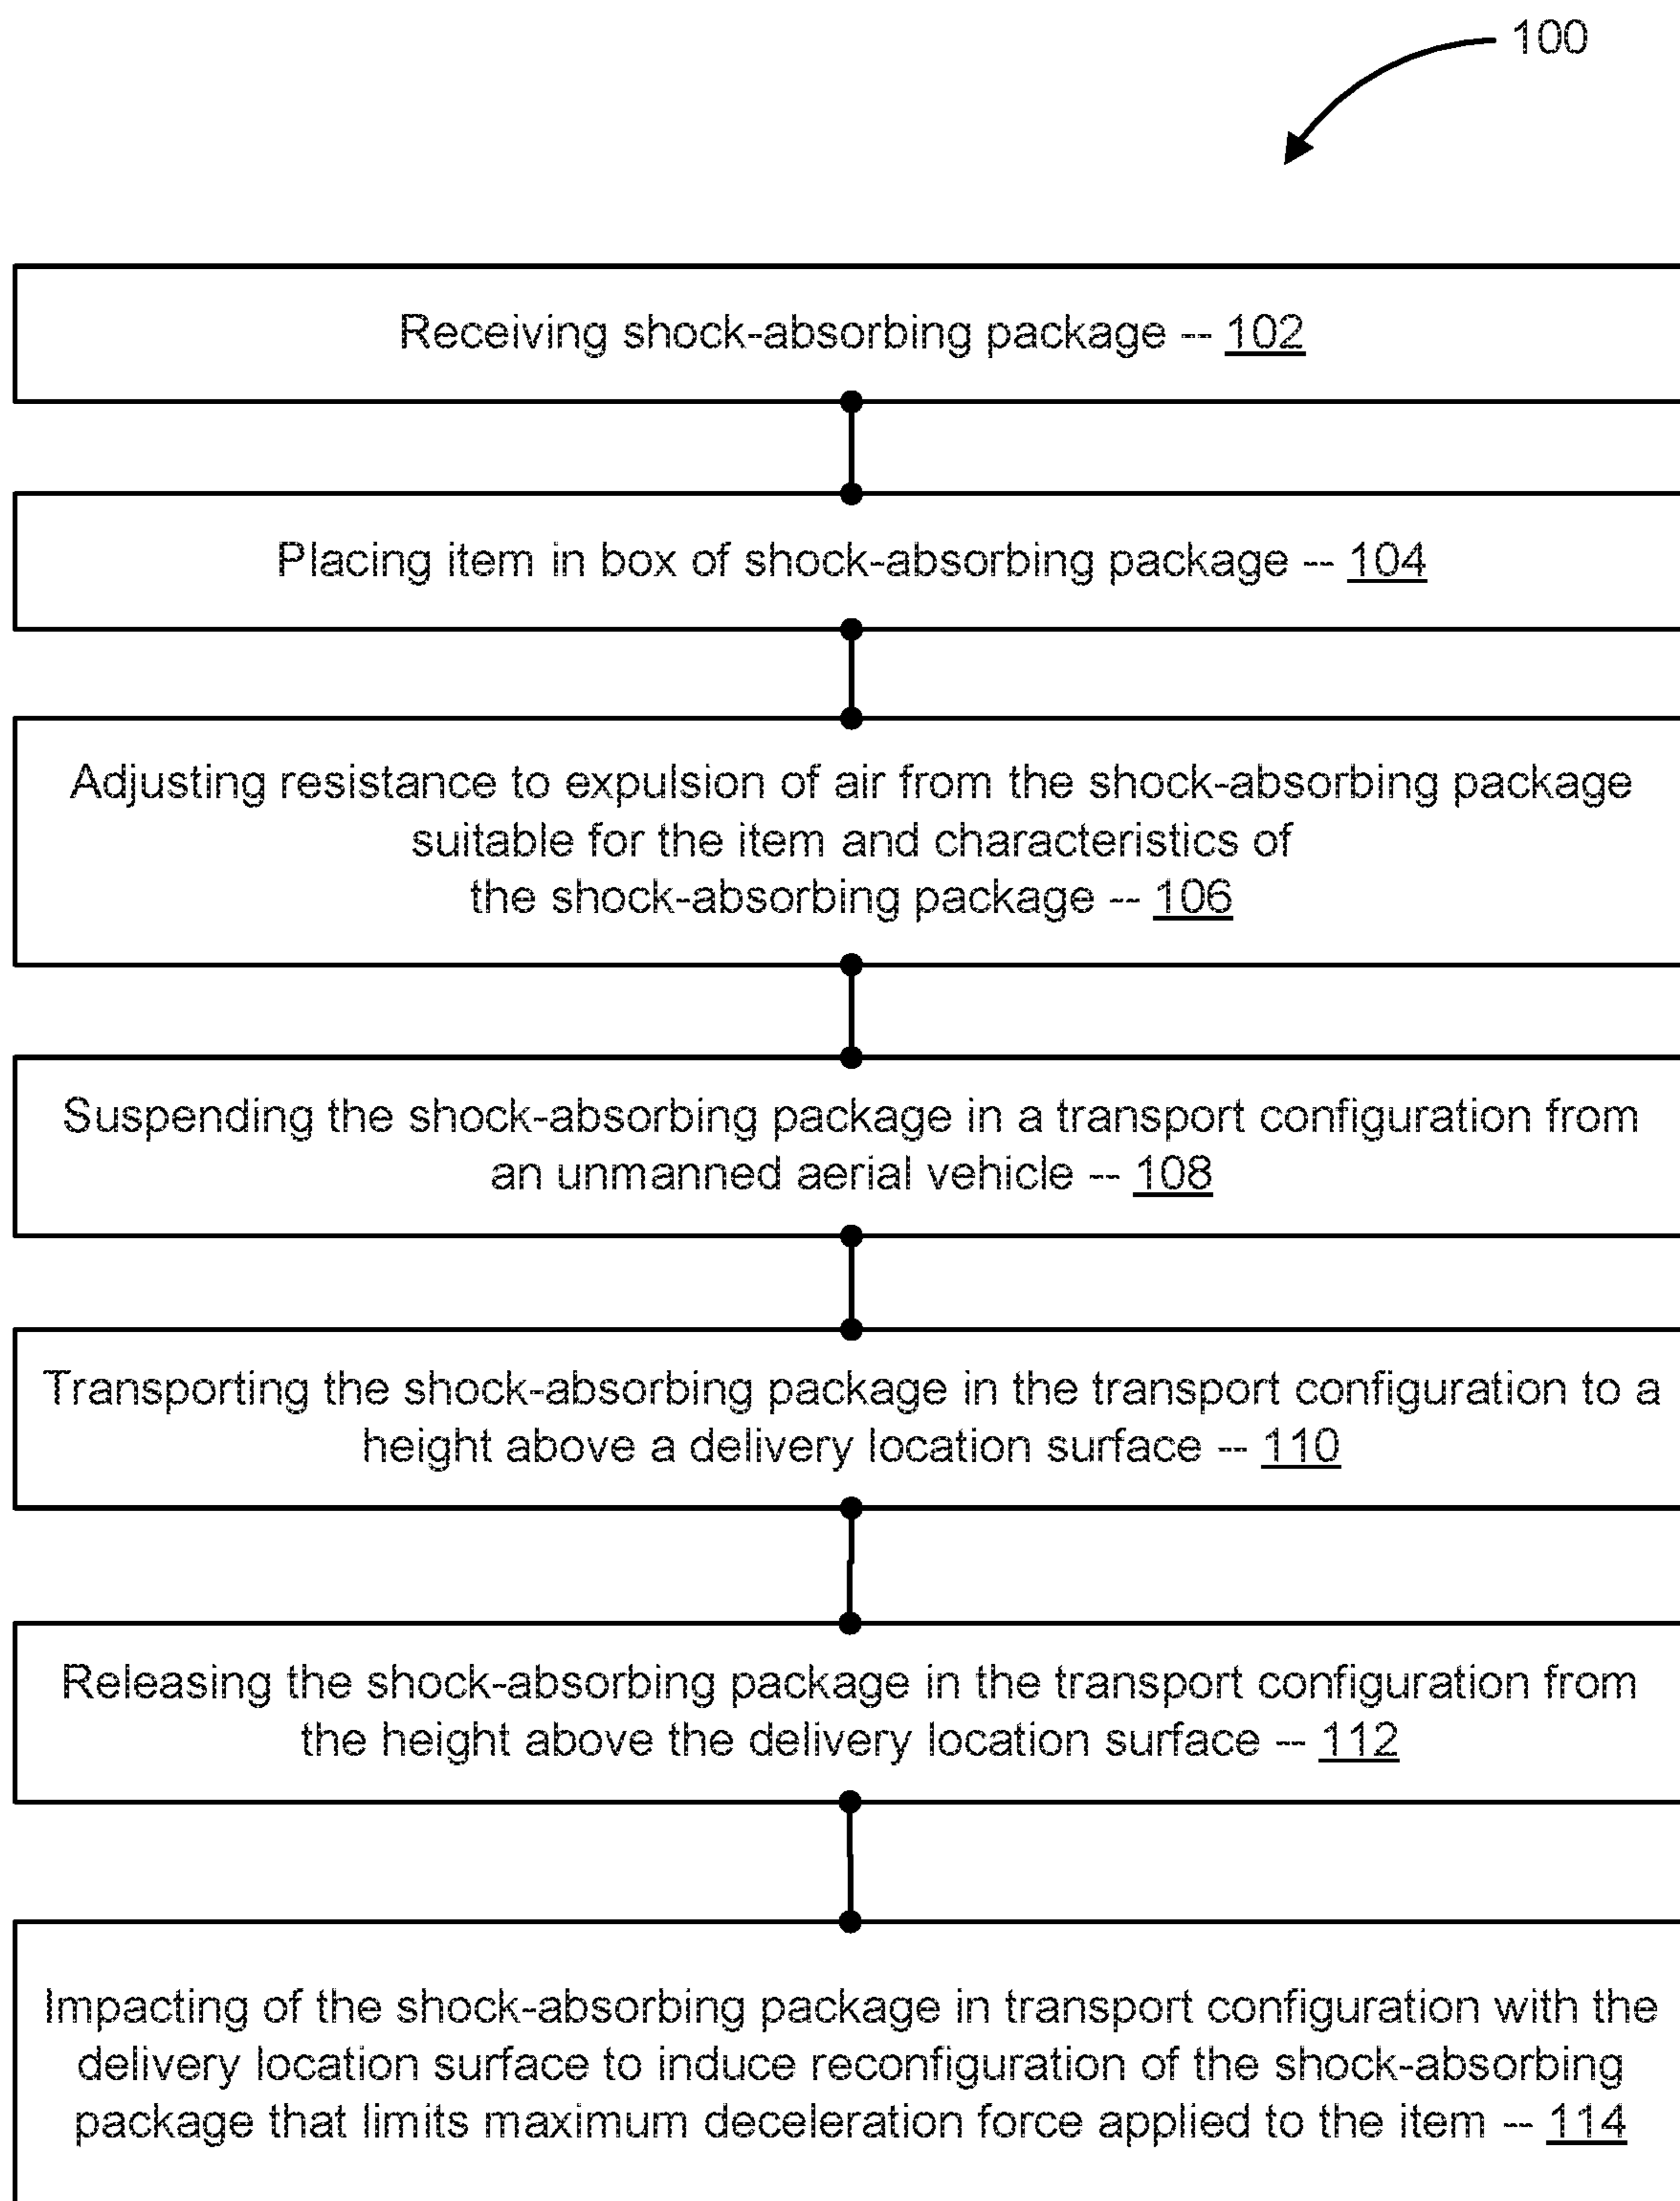 100
Receiving shock-absorbing package -- 102
Placing item in box of shock-absorbing package -- 104
Adjusting resistance to expulsion of air from the shock-absorbing package
suitable for the item and characteristics of
the shock-absorbing package -- 106
Suspending the shock-absorbing package in a transport configuration from
an unmanned aerial vehicle -- 108
Transporting the shock-absorbing package in the transport configuration to a
height above a delivery location surface -- 110
Releasing the shock-absorbing package in the transport configuration from
the height above the delivery location surface -- 112
Impacting of the shock-absorbing package in transport configuration with the
delivery location surface to induce reconfiguration of the shock-absorbing
package that limits maximum deceleration force applied to the item -- 114